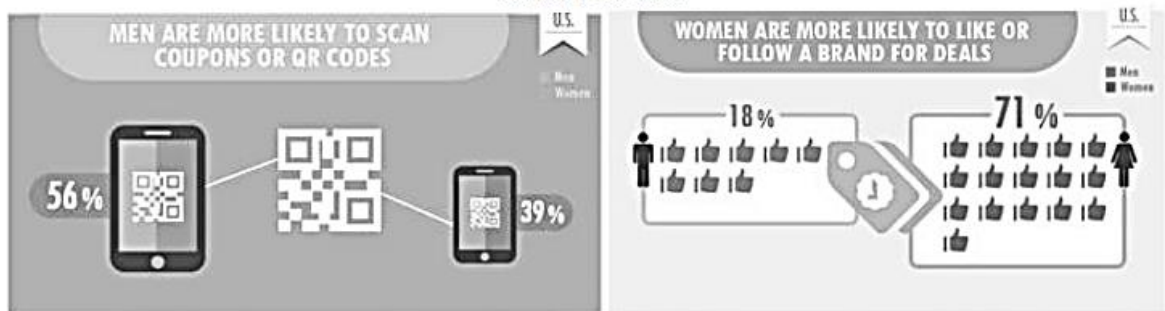 MEN ARE MORE LIKELY TO SCAN
COUPONS OR QR CODES
U.S.
Men
Women
56%
39%
WOMEN ARE MORE LIKELY TO LIKE OR
FOLLOW A BRAND FOR DEALS
U.S.
Men
Women
18%
71%